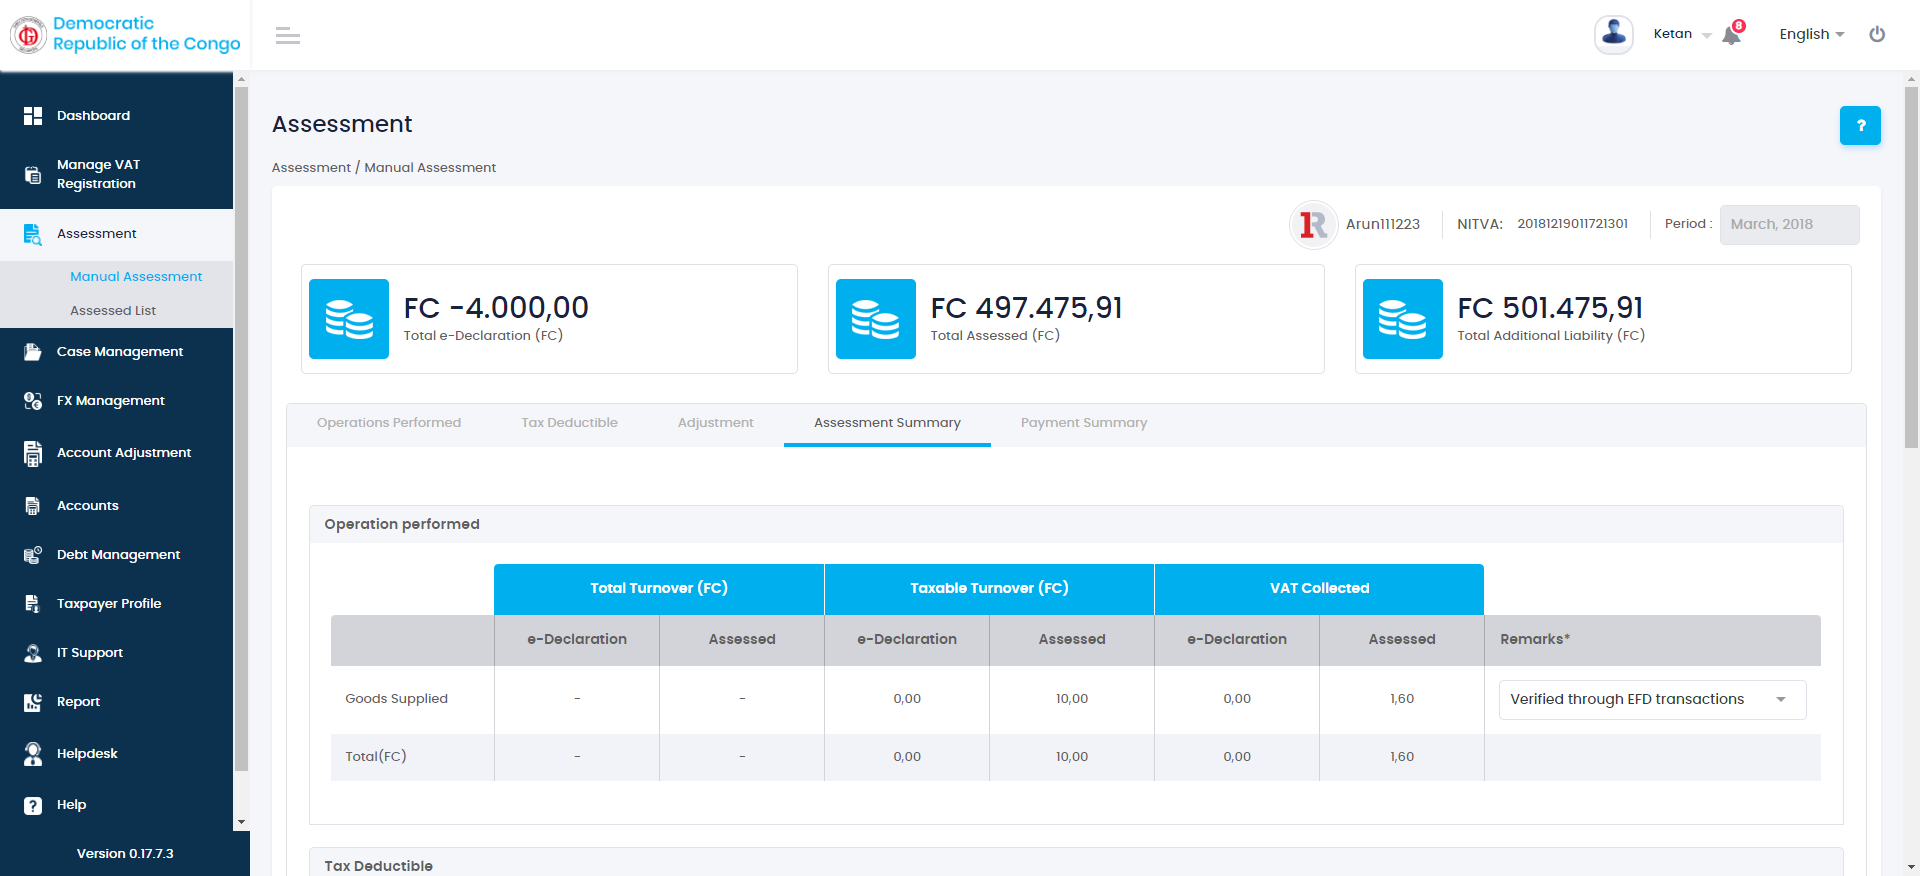 Democratic
Republic of the Congo
Ketan
8
English
Dashboard
Manage VAT
Registration
Assessment
Manual Assessment
Assessed List
Case Management
FX Management
Account Adjustment
Accounts
Debt Management
Taxpayer Profile
IT Support
Report
Helpdesk
Help
Version 0.17.7.3
Assessment
?
Assessment / Manual Assessment
1R Arun111223 NITVA: 20181219011721301 Period : March, 2018
FC -4.000,00
Total e-Declaration (FC)
FC 497.475,91
Total Assessed (FC)
FC 501.475,91
Total Additional Liability (FC)
Operations Performed Tax Deductible Adjustment Assessment Summary Payment Summary
Operation performed
Total Turnover (FC) Taxable Turnover (FC) VAT Collected
e-Declaration Assessed e-Declaration Assessed e-Declaration Assessed Remarks*
Goods Supplied - - 0,00 10,00 0,00 1,60 Verified through EFD transactions
Total(FC) - - 0,00 10,00 0,00 1,60
Tax Deductible